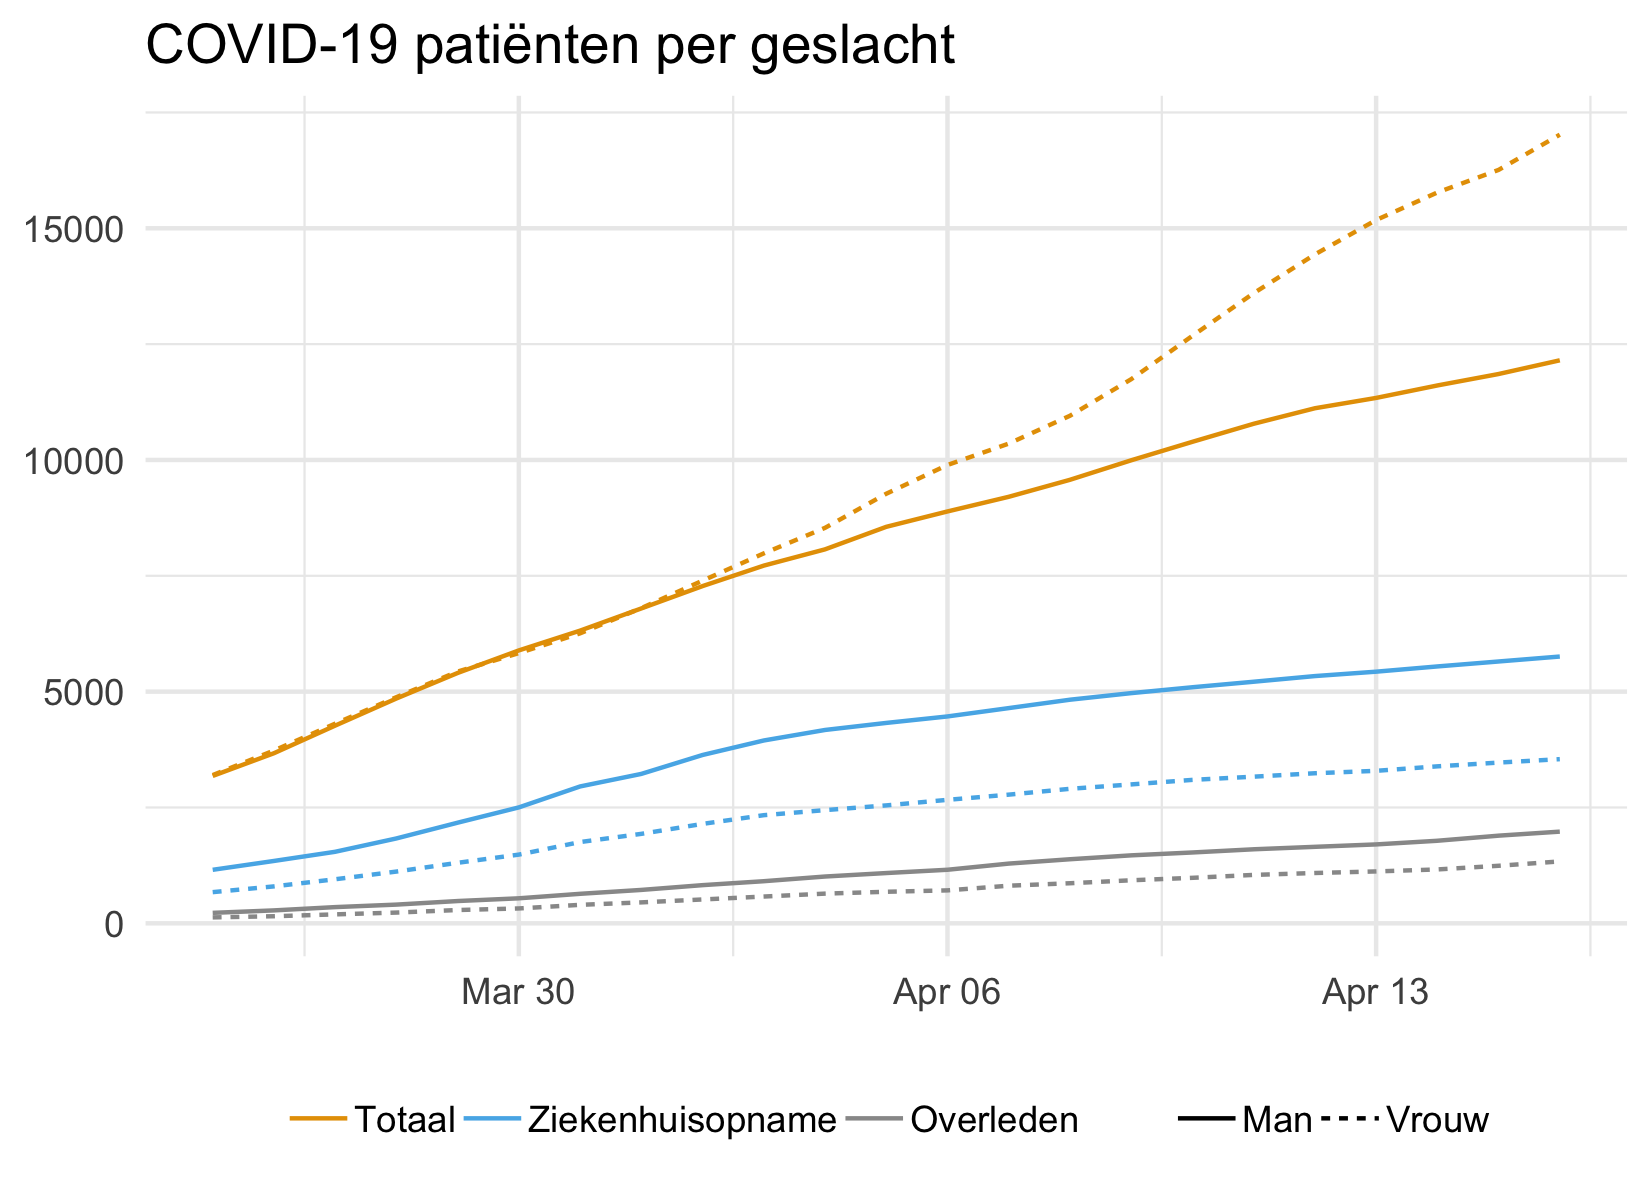 COVID-19 patiënten per geslacht
15000
10000
5000
0
Mar 30 Apr 06 Apr 13
Totaal Ziekenhuisopname Overleden Man Vrouw